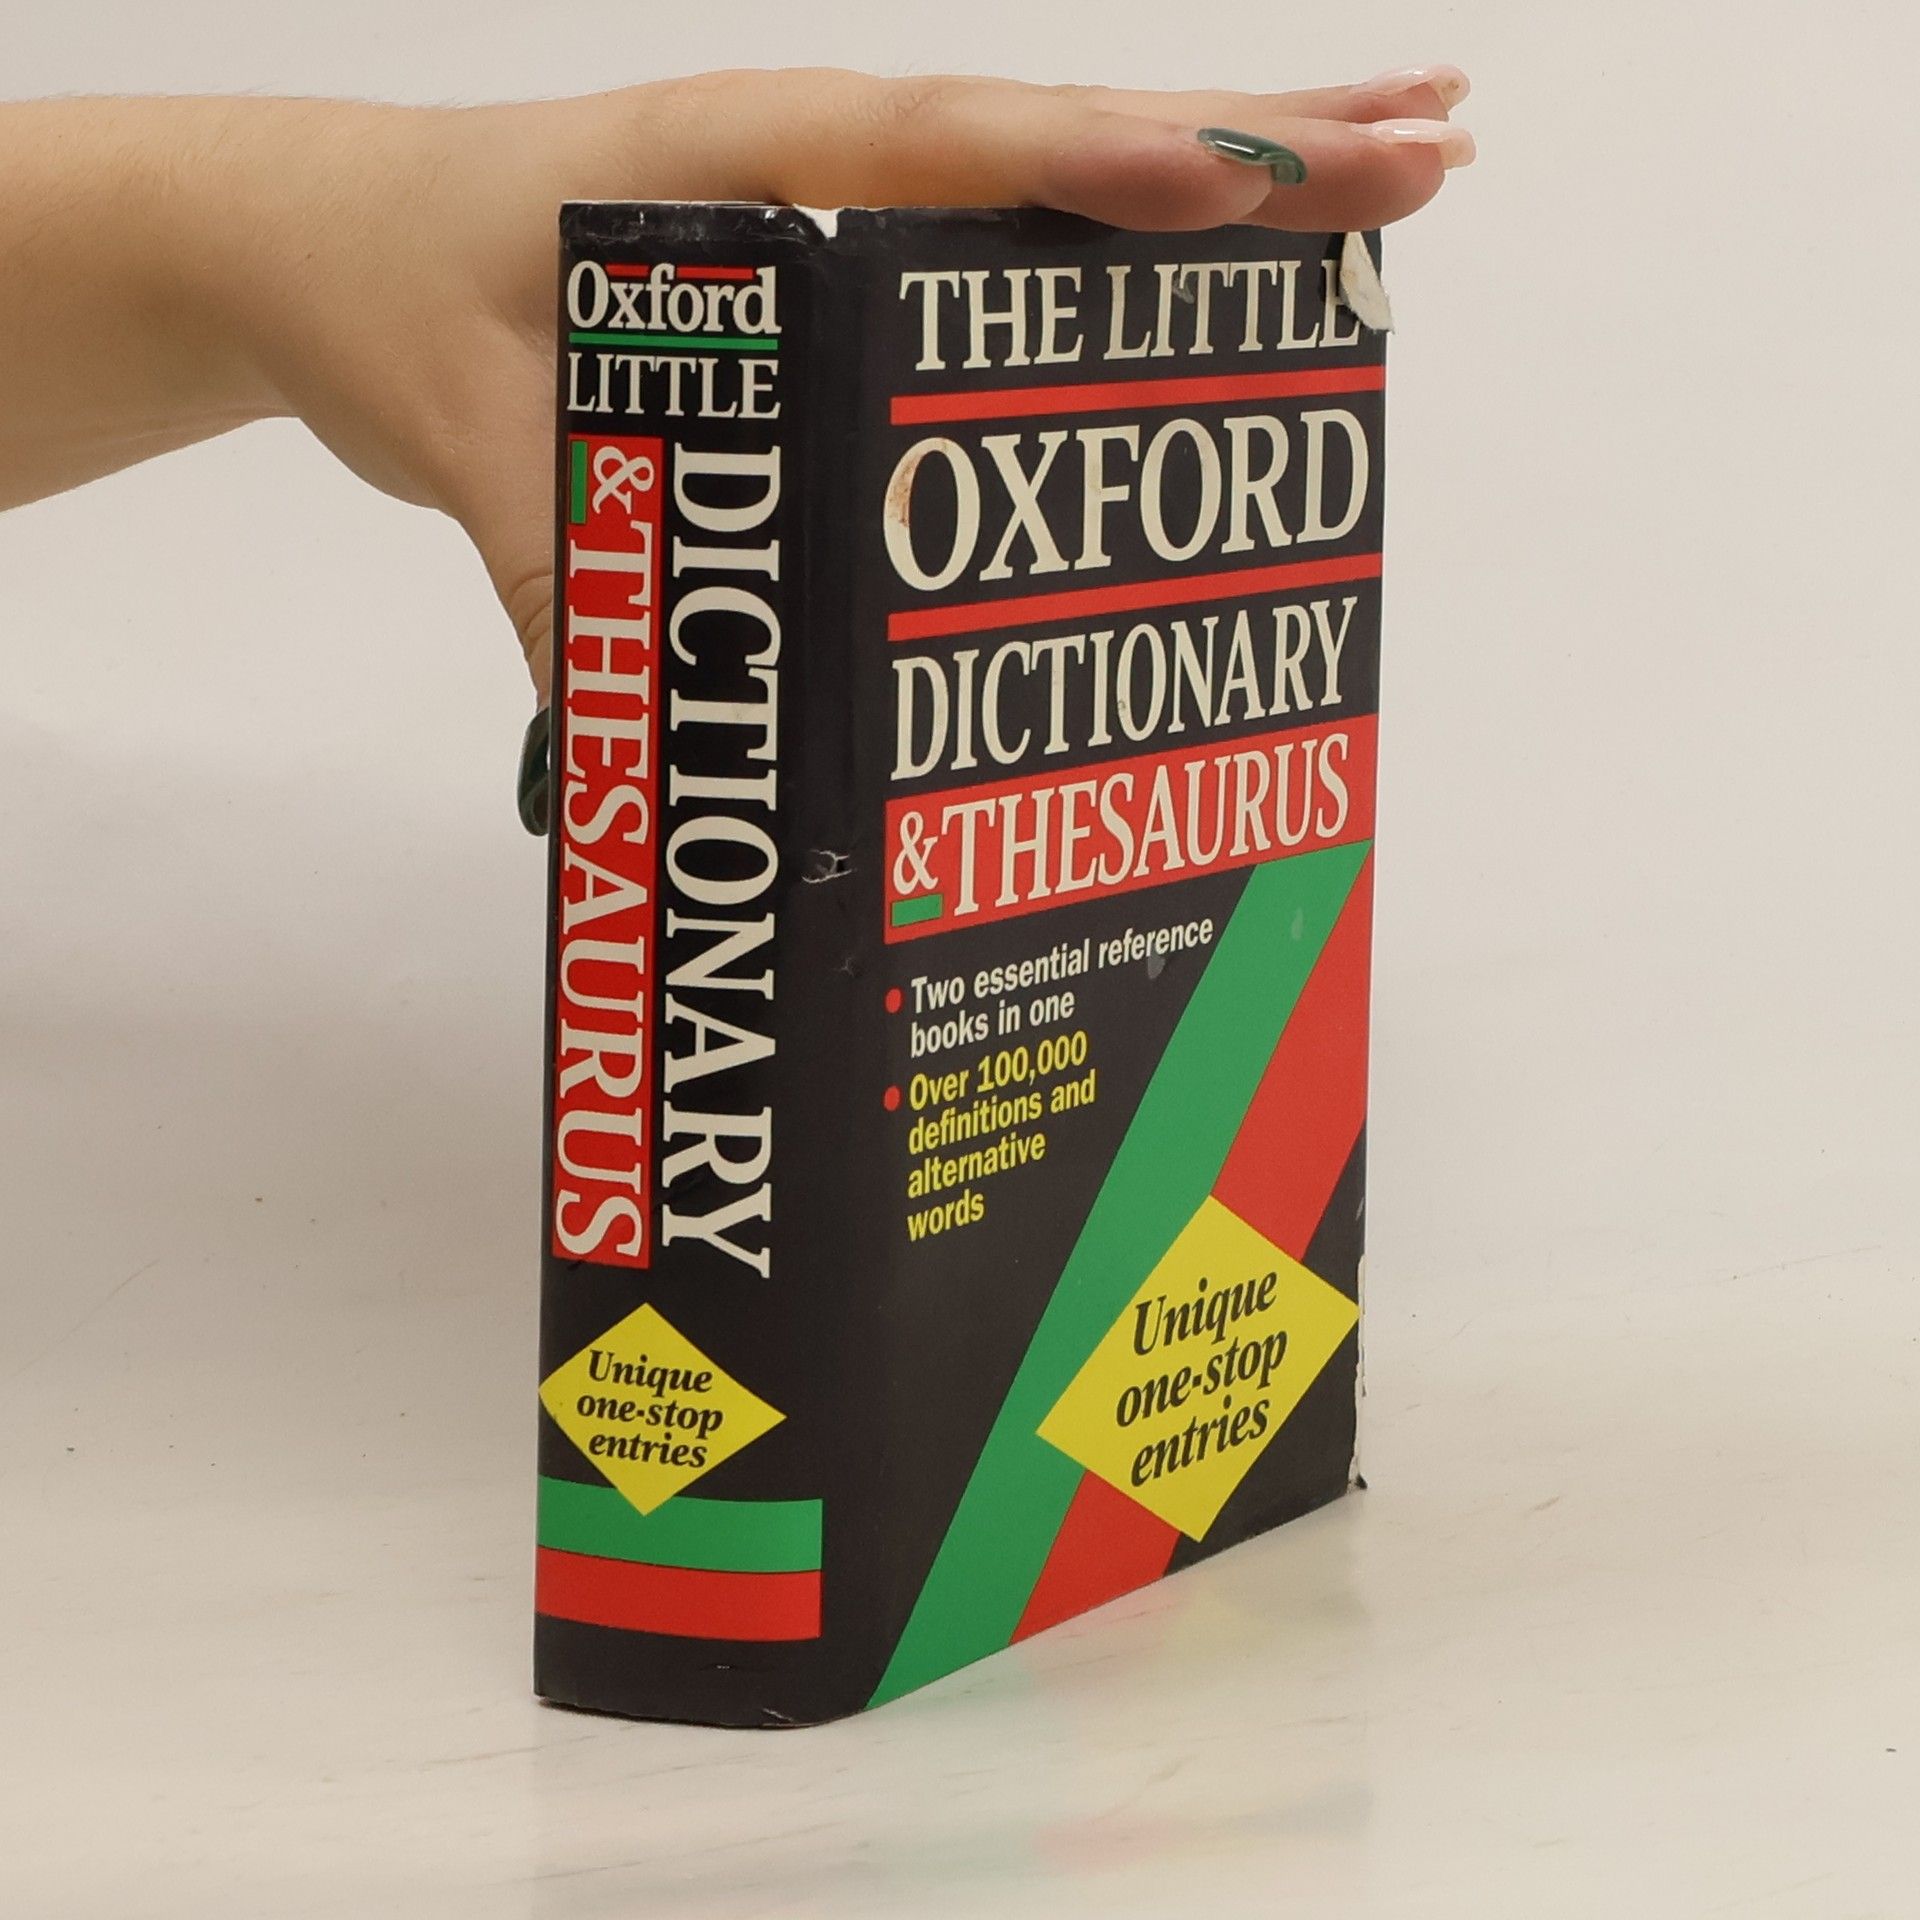 Oxford
LITTLE
DICTIONARY
& THESAURUS
Unique
one-stop
entries
THE LITTLE
OXFORD
DICTIONARY
& THESAURUS
Two essential reference
books in one
Over 100,000
definitions and
alternative
words
Unique
one-stop
entries